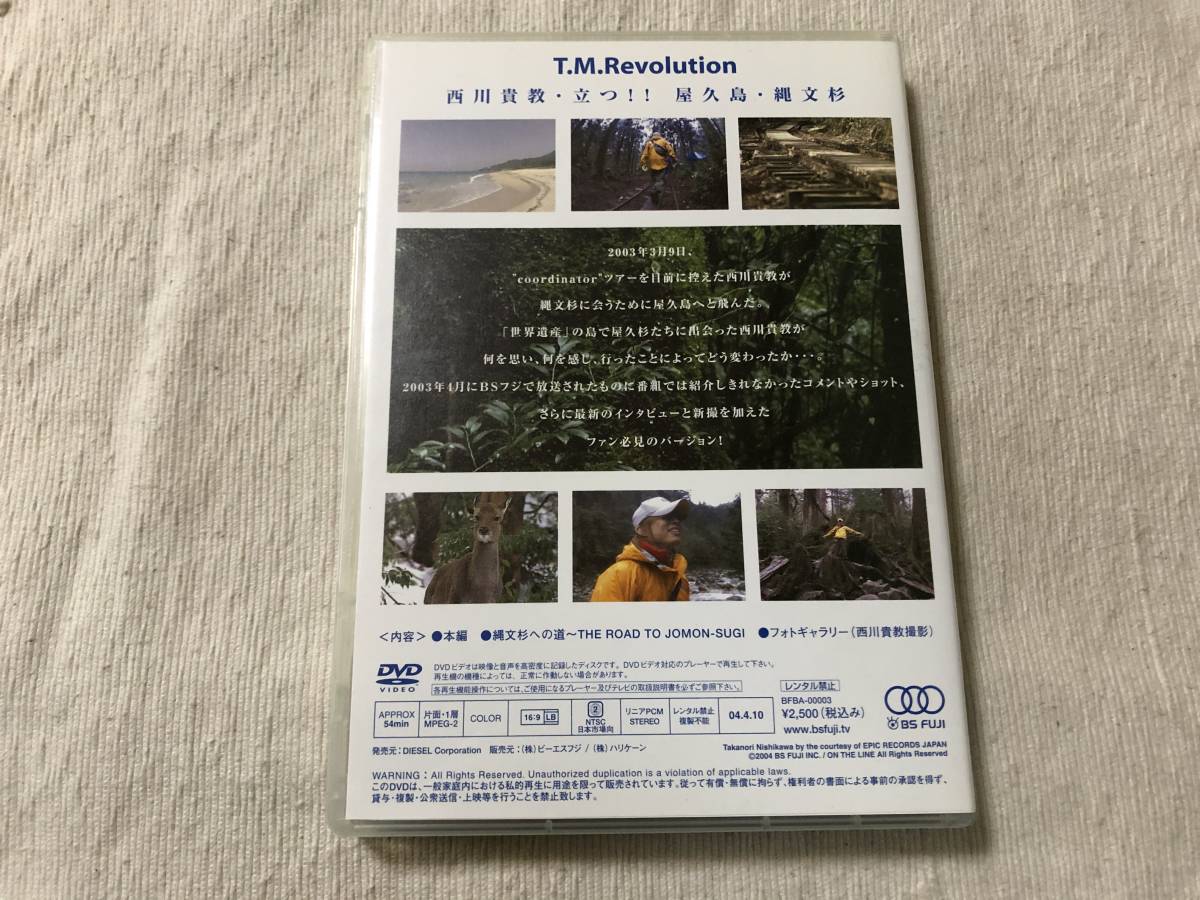 T.M.Revolution
西川貴教・立つ!! 屋久島・縄文杉
2003年3月9日、
"coordinator"ツアーを目前に控えた西川貴教が
縄文杉に会うために屋久島へと飛んだ。
「世界遺産」の島で屋久杉たちに出会った西川貴教が
何を思い、何を感じ、行ったことによってどう変わったか・・・。
2003年4月にBSフジで放送されたものに番組では紹介しきれなかったコメントやショット、
さらに最新のインタビューと新撮を加えた
ファン必見のバージョン!
<内容> ●本編 ●縄文杉への道~THE ROAD TO JOMON-SUGI ●フォトギャラリー(西川貴教撮影)
DVD VIDEO
DVDビデオは映像と音声を高密度に記録したディスクです。DVDビデオ対応のプレーヤーで再生して下さい。
再生機の機種によっては、正常に作動しない場合があります。
各再生機能操作については、ご使用になるプレーヤー及びテレビの取扱説明書を必ずご参照下さい。
APPROX 54min 片面・1層 MPEG-2 COLOR 16:9 LB 2 NTSC 日本市場向 リニアPCM STEREO レンタル禁止 複製不能 04.4.10
レンタル禁止
BFBA-00003
¥2,500(税込み)
www.bsfuji.tv
BS FUJI
発売元:DIESEL Corporation 販売元:(株)ビーエスフジ / (株)ハリケーン
Takanori Nishikawa by the courtesy of EPIC RECORDS JAPAN
©2004 BS FUJI INC. / ON THE LINE All Rights Reserved
WARNING : All Rights Reserved. Unauthorized duplication is a violation of applicable laws.
このDVDは、一般家庭内における私的再生に用途を限って販売されています。従って有償・無償に拘らず、権利者の書面による事前の承認を得ず、
貸与・複製・公衆送信・上映等を行うことを禁止致します。